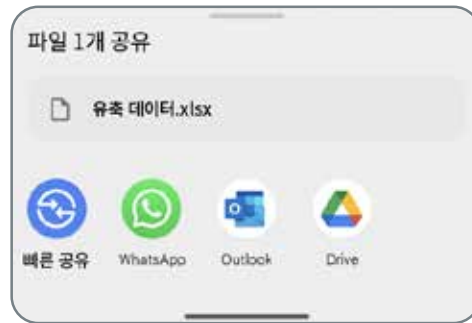 파일 1개 공유
유축 데이터.xlsx
빠른 공유
WhatsApp
Outlook
Drive